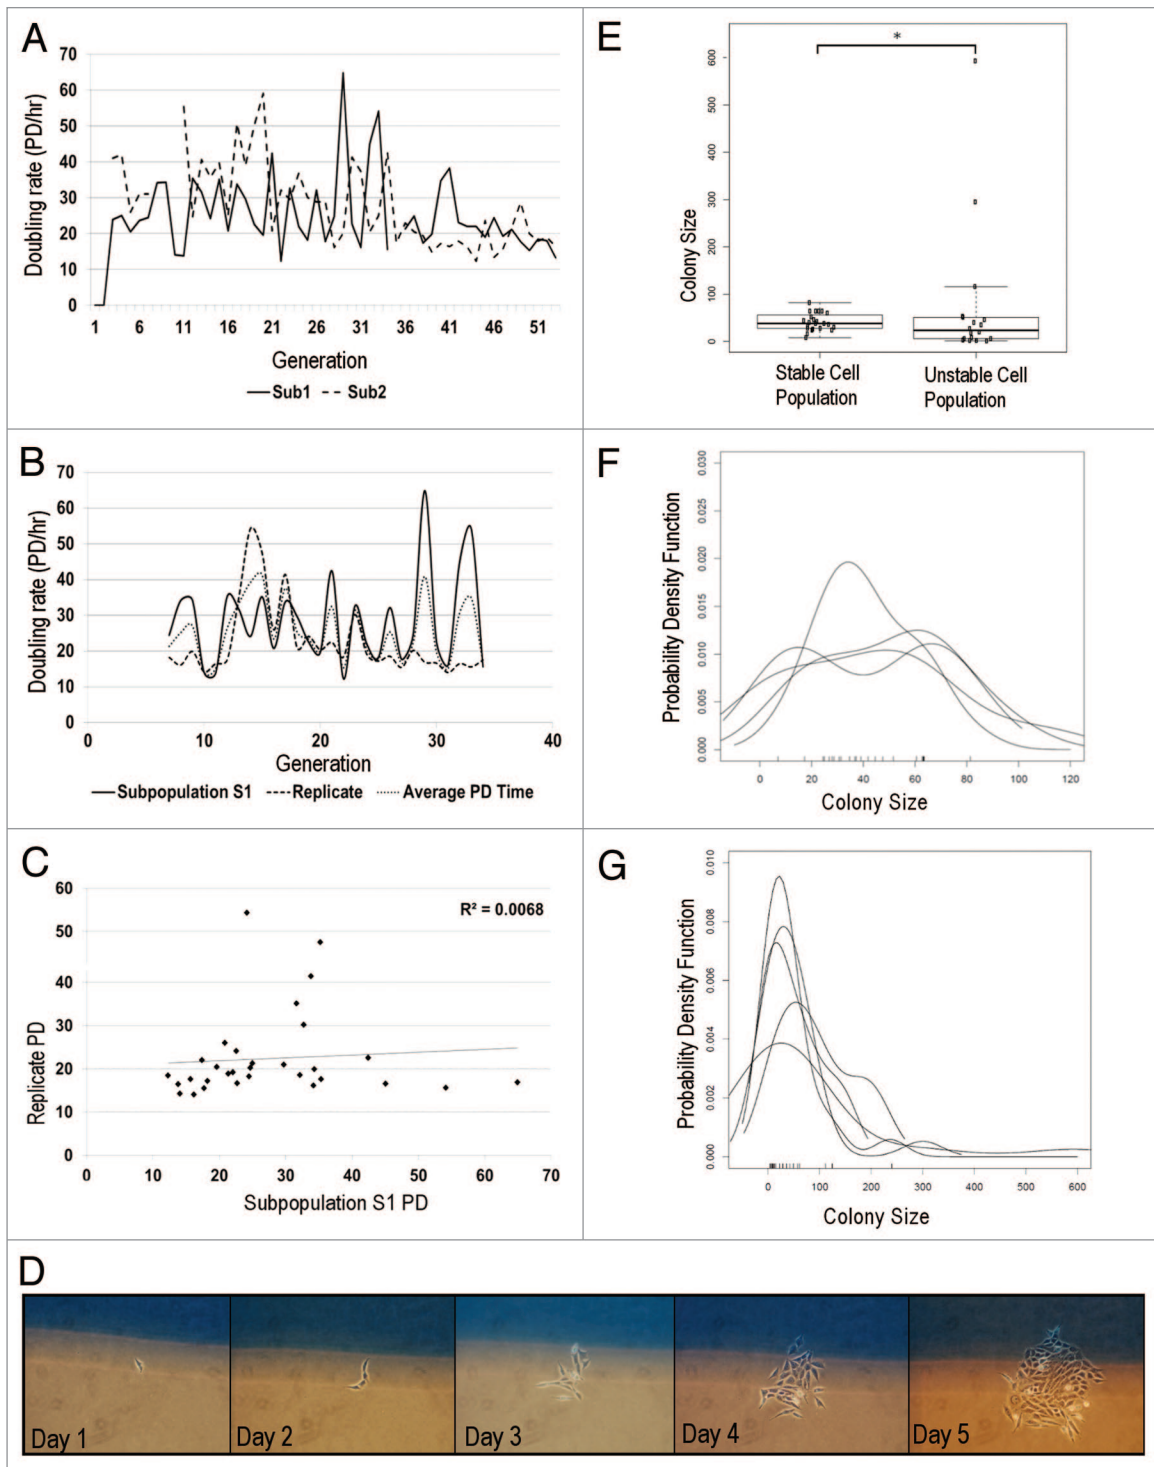 A
Doubling rate (PD/hr)
70
60
50
40
30
20
10
0
1 6 11 16 21 26 31 36 41 46 51
Generation
Sub1 Sub2
B
Doubling rate (PD/hr)
70
60
50
40
30
20
10
0
0 10 20 30 40
Generation
Subpopulation S1 Replicate Average PD Time
C
Replicate PD
60
50
40
30
20
10
0
R² = 0.0068
0 10 20 30 40 50 60 70
Subpopulation S1 PD
D
Day 1 Day 2 Day 3 Day 4 Day 5
E
*
Colony Size
600
500
400
300
200
100
0
Stable Cell
Population
Unstable Cell
Population
F
Probability Density Function
0.030
0.025
0.020
0.015
0.010
0.005
0.000
0 20 40 60 80 100 120
Colony Size
G
Probability Density Function
0.010
0.008
0.006
0.004
0.002
0.000
0 100 200 300 400 500 600
Colony Size